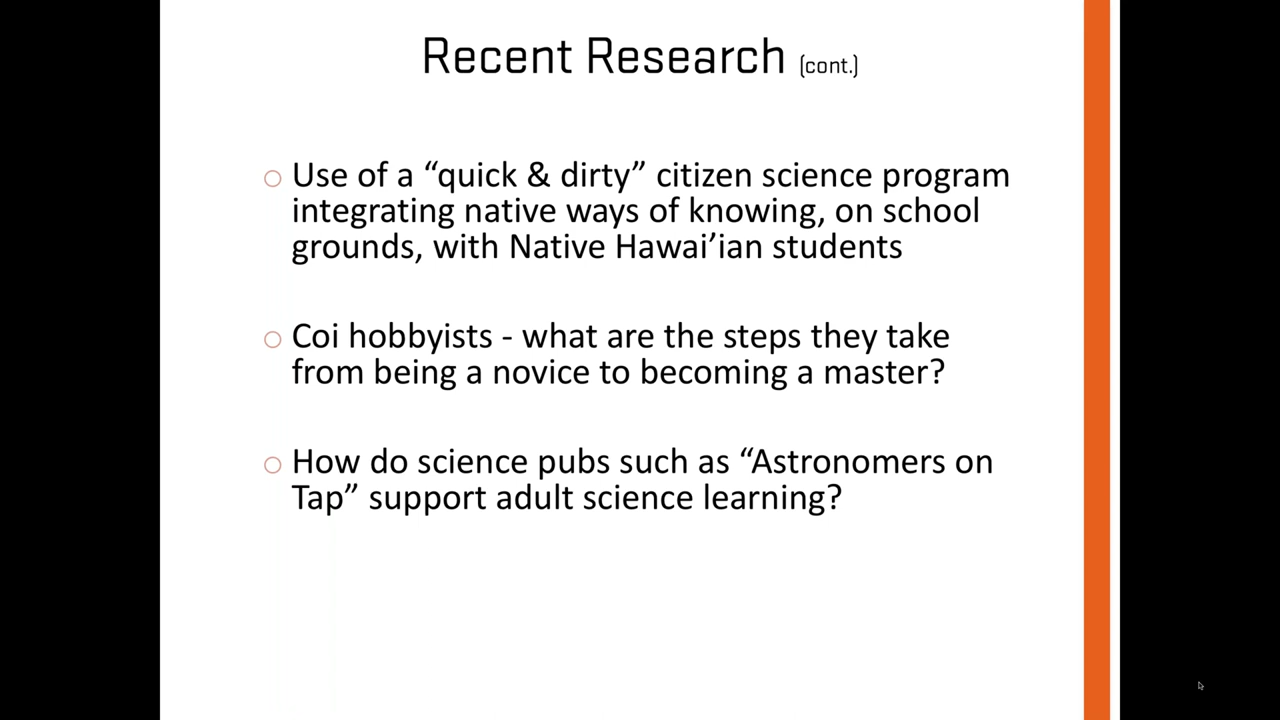 Recent Research (cont.)
Use of a “quick & dirty” citizen science program
integrating native ways of knowing, on school
grounds, with Native Hawai’ian students
Coi hobbyists - what are the steps they take
from being a novice to becoming a master?
How do science pubs such as “Astronomers on
Tap” support adult science learning?